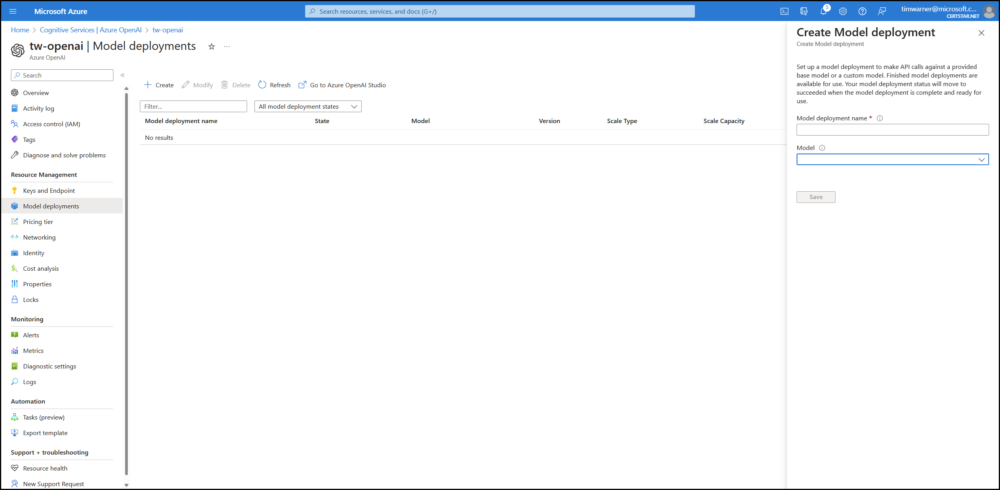 Microsoft Azure
Search resources, services, and docs (G+/)
5
timwarner@microsoft.c...
CERTSTAR.NET
Home > Cognitive Services | Azure OpenAI > tw-openai
tw-openai | Model deployments
Azure OpenAI
Search
Overview
Activity log
Access control (IAM)
Tags
Diagnose and solve problems
Resource Management
Keys and Endpoint
Model deployments
Pricing tier
Networking
Identity
Cost analysis
Properties
Locks
Monitoring
Alerts
Metrics
Diagnostic settings
Logs
Automation
Tasks (preview)
Export template
Support + troubleshooting
Resource health
New Support Request
Create Modify Delete Refresh Go to Azure OpenAI Studio
Filter... All model deployment states
Model deployment name State Model Version Scale Type Scale Capacity
No results
Create Model deployment
Create Model deployment
Set up a model deployment to make API calls against a provided
base model or a custom model. Finished model deployments are
available for use. Your model deployment status will move to
succeeded when the model deployment is complete and ready for
use.
Model deployment name *
Model
Save